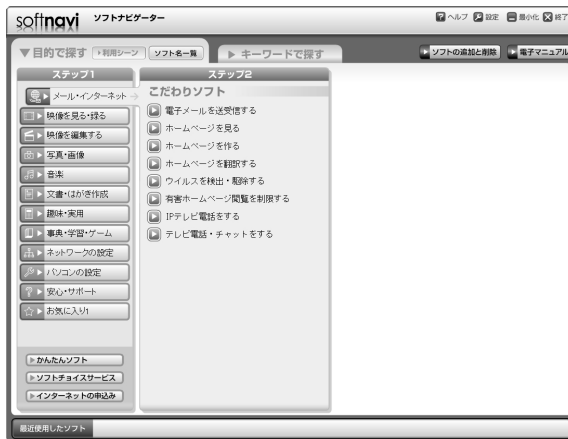 softnavi ソフトナビゲーター
ヘルプ 設定 最小化 終了
▼目的で探す ▶利用シーン ソフト名一覧 ▶ キーワードで探す ソフトの追加と削除 電子マニュアル
ステップ1
メール・インターネット
映像を見る・録る
映像を編集する
写真・画像
音楽
文書・はがき作成
趣味・実用
事典・学習・ゲーム
ネットワークの設定
パソコンの設定
安心・サポート
お気に入り1
かんたんソフト
ソフトチョイスサービス
インターネットの申込み
ステップ2
こだわりソフト
電子メールを送受信する
ホームページを見る
ホームページを作る
ホームページを翻訳する
ウイルスを検出・駆除する
有害ホームページ閲覧を制限する
IPテレビ電話をする
テレビ電話・チャットをする
最近使用したソフト